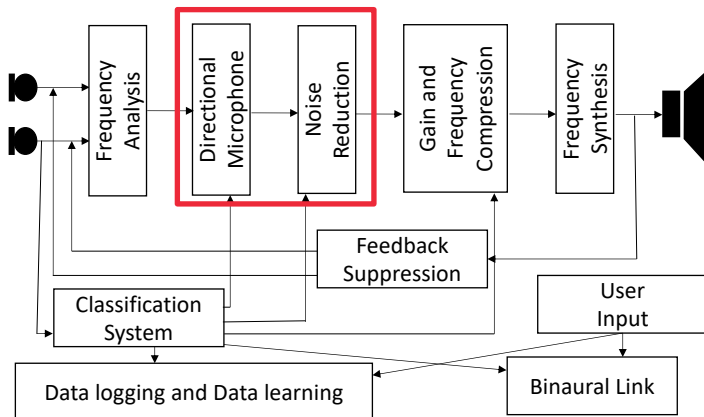 Frequency
Analysis
Directional
Microphone
Noise
Reduction
Gain and
Frequency
Compression
Frequency
Synthesis
Feedback
Suppression
Classification
System
User
Input
Data logging and Data learning
Binaural Link